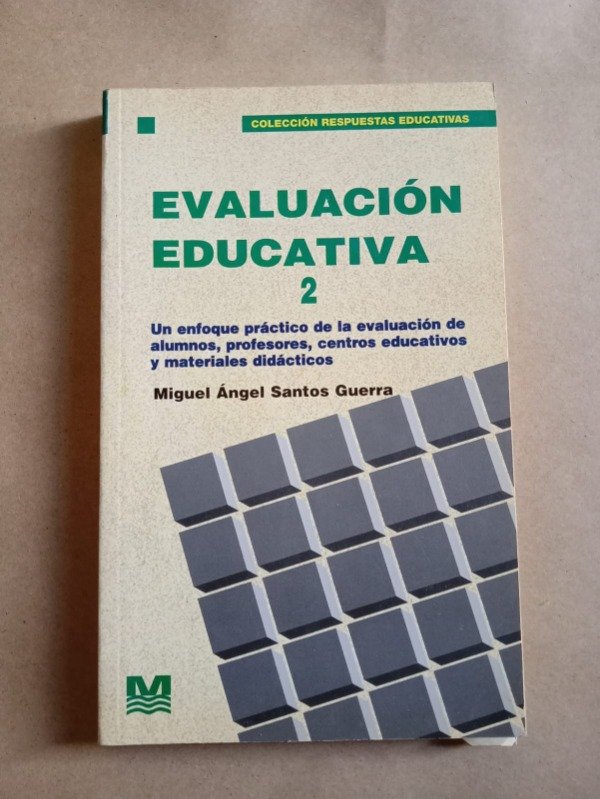 COLECCIÓN RESPUESTAS EDUCATIVAS
EVALUACIÓN
EDUCATIVA
2
Un enfoque práctico de la evaluación de
alumnos, profesores, centros educativos
y materiales didácticos
Miguel Ángel Santos Guerra
M